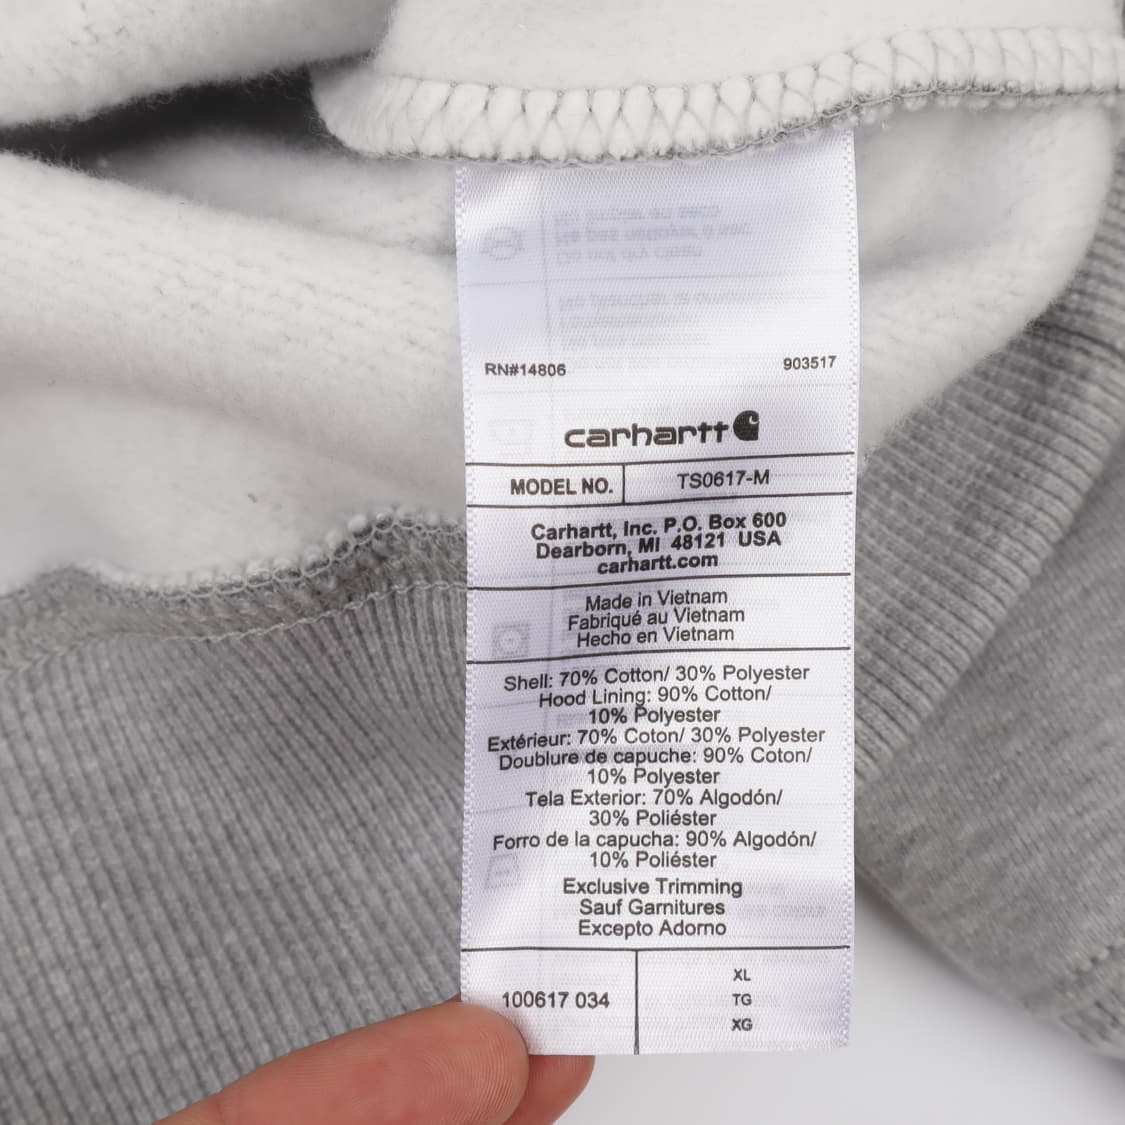 RN#14806 903517
carhartt
MODEL NO. TS0617-M
Carhartt, Inc. P.O. Box 600
Dearborn, MI 48121 USA
carhartt.com
Made in Vietnam
Fabriqué au Vietnam
Hecho en Vietnam
Shell: 70% Cotton/ 30% Polyester
Hood Lining: 90% Cotton/
10% Polyester
Extérieur: 70% Coton/ 30% Polyester
Doublure de capuche: 90% Coton/
10% Polyester
Tela Exterior: 70% Algodón/
30% Poliéster
Forro de la capucha: 90% Algodón/
10% Poliéster
Exclusive Trimming
Sauf Garnitures
Excepto Adorno
100617 034
XL
TG
XG